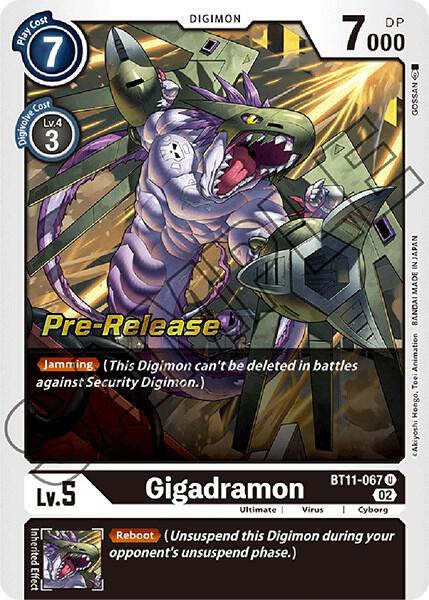 Play Cost
7
DIGIMON
7000 DP
Digivolve Cost
Lv.4
3
GOSSAN
©Akiyoshi Hongo, Toei Animation BANDAI MADE IN JAPAN
Pre-Release
Jamming (This Digimon can't be deleted in battles
against Security Digimon.)
Lv.5
Gigadramon
BT11-067 U
02
Ultimate | Virus | Cyborg
Inherited Effect
Reboot (Unsuspend this Digimon during your
opponent's unsuspend phase.)